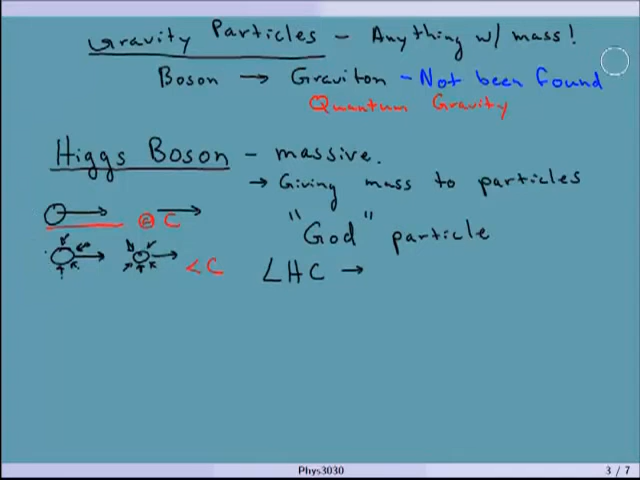 Gravity Particles - Anything w/ mass!
Boson → Graviton - Not been found
Quantum Gravity
Higgs Boson - massive.
→ Giving mass to particles
@ C
"God" particle
< C
LHC →
Phys3030
3 / 7